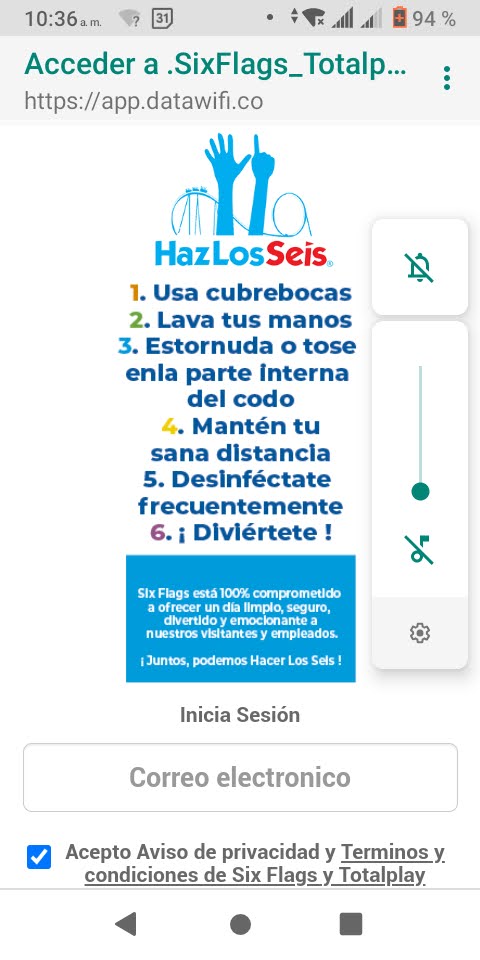 10:36 a. m. ? 31 94 %
Acceder a .SixFlags_Totalp...
https://app.datawifi.co
HazLosSeis®
1. Usa cubrebocas
2. Lava tus manos
3. Estornuda o tose
enla parte interna
del codo
4. Mantén tu
sana distancia
5. Desinféctate
frecuentemente
6. ¡ Diviértete !
Six Flags está 100% comprometido
a ofrecer un día limpio, seguro,
divertido y emocionante a
nuestros visitantes y empleados.
¡Juntos, podemos Hacer Los Seis !
Inicia Sesión
Correo electronico
Acepto Aviso de privacidad y Terminos y
condiciones de Six Flags y Totalplay